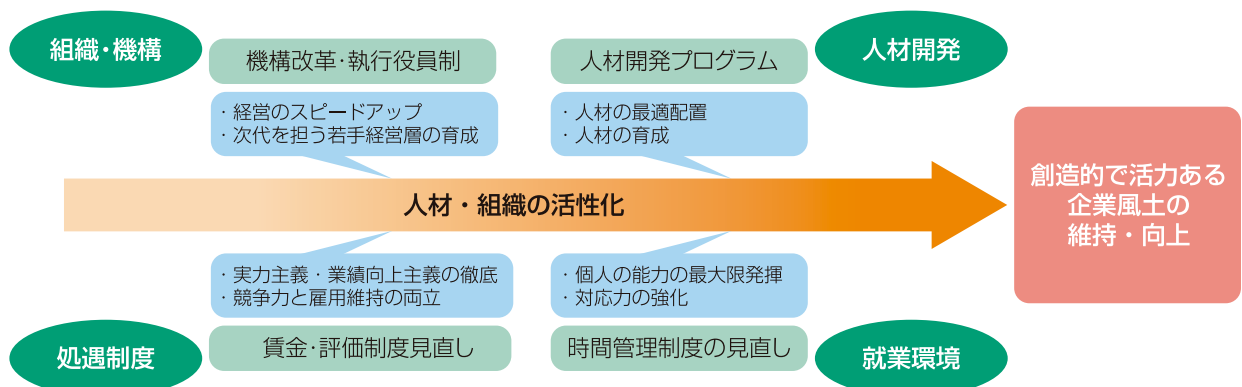 組織・機構
機構改革・執行役員制
人材開発プログラム
人材開発
・経営のスピードアップ
・次代を担う若手経営層の育成
・人材の最適配置
・人材の育成
人材・組織の活性化
創造的で活力ある
企業風土の
維持・向上
・実力主義・業績向上主義の徹底
・競争力と雇用維持の両立
・個人の能力の最大限発揮
・対応力の強化
処遇制度
賃金・評価制度見直し
時間管理制度の見直し
就業環境